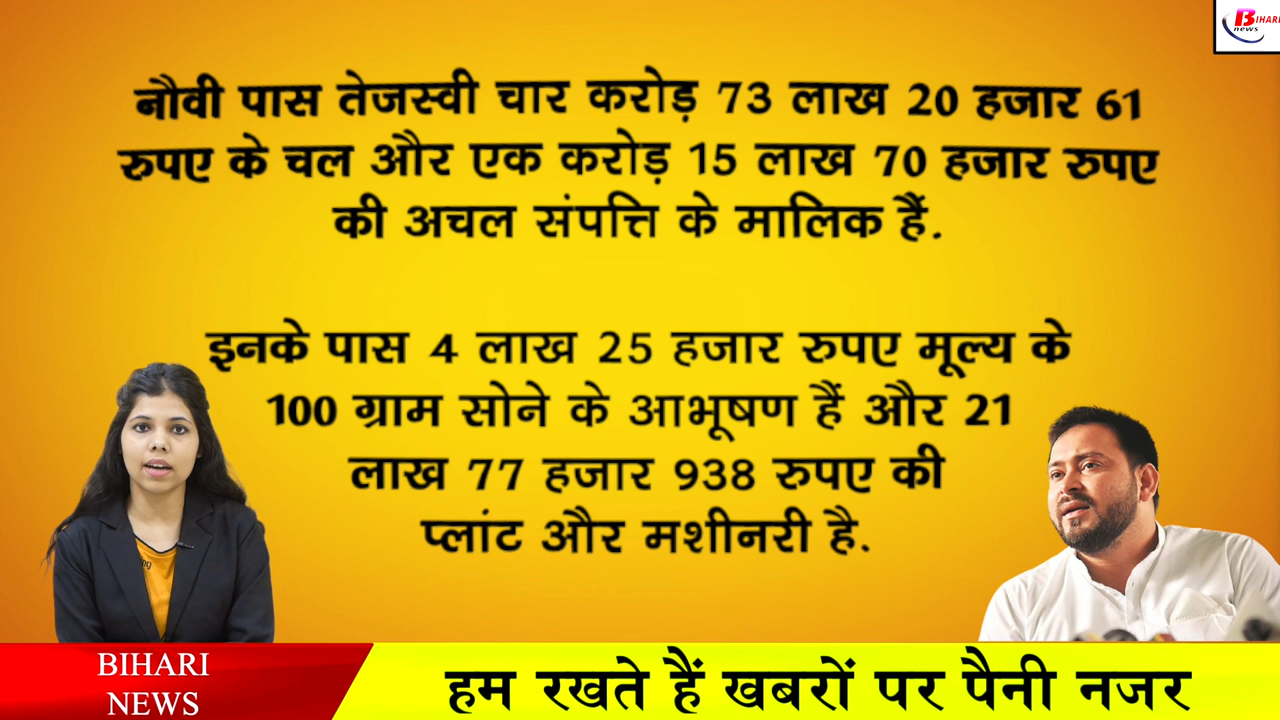 BIHARI
news
नौवी पास तेजस्वी चार करोड़ 73 लाख 20 हजार 61
रुपए के चल और एक करोड़ 15 लाख 70 हजार रुपए
की अचल संपत्ति के मालिक हैं.
इनके पास 4 लाख 25 हजार रुपए मूल्य के
100 ग्राम सोने के आभूषण हैं और 21
लाख 77 हजार 938 रुपए की
प्लांट और मशीनरी है.
BIHARI
NEWS
हम रखते हैं खबरों पर पैनी नजर